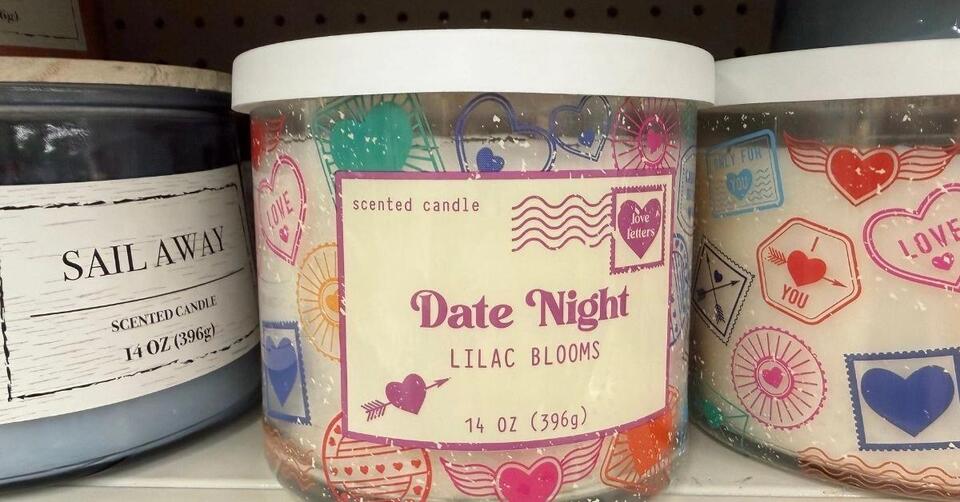 6g)
SAIL AWAY
SCENTED CANDLE
14 OZ (396g)
LOVE
scented candle
love
letters
Date Night
LILAC BLOOMS
14 OZ (396g)
ONLY FOR
YOU
I
YOU
LOVE